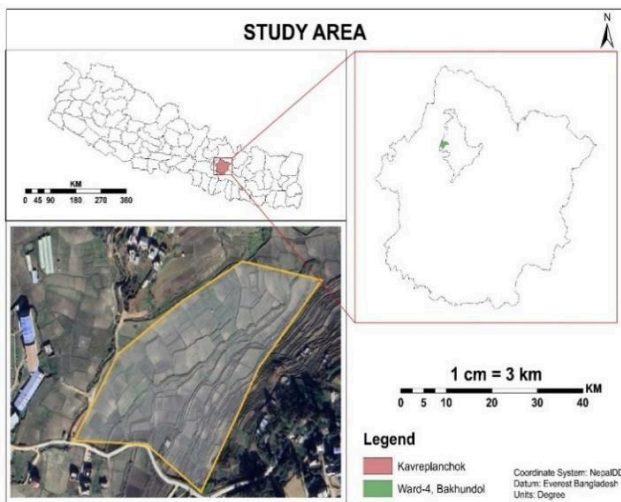 STUDY AREA
N
KM
0 45 90 180 270 360
1 cm = 3 km
KM
0 5 10 20 30 40
Legend
Kavreplanchok
Ward-4, Bakhundol
Coordinate System: NepalDD
Datum: Everest Bangladesh
Units: Degree